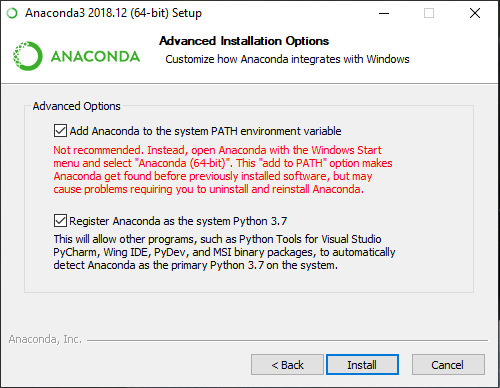 Anaconda3 2018.12 (64-bit) Setup
ANACONDA
Advanced Installation Options
Customize how Anaconda integrates with Windows
Advanced Options
Add Anaconda to the system PATH environment variable
Not recommended. Instead, open Anaconda with the Windows Start
menu and select "Anaconda (64-bit)". This "add to PATH" option makes
Anaconda get found before previously installed software, but may
cause problems requiring you to uninstall and reinstall Anaconda.
Register Anaconda as the system Python 3.7
This will allow other programs, such as Python Tools for Visual Studio
PyCharm, Wing IDE, PyDev, and MSI binary packages, to automatically
detect Anaconda as the primary Python 3.7 on the system.
Anaconda, Inc.
< Back Install Cancel